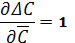 ∂ΔC/∂C̅ = 1